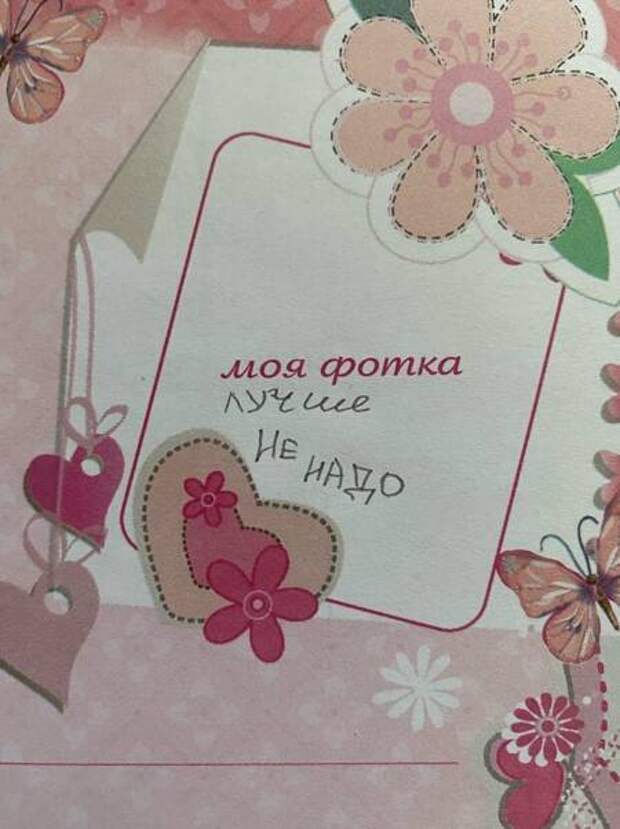 моя фотка
лучше
не надо